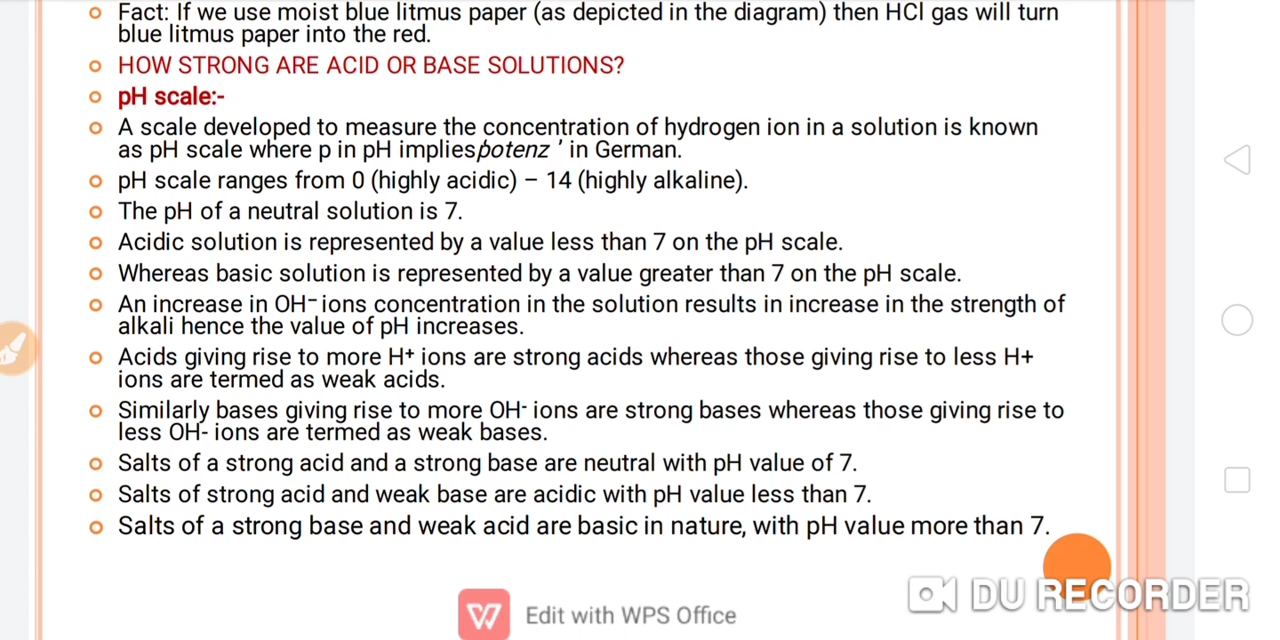 Fact: If we use moist blue litmus paper (as depicted in the diagram) then HCl gas will turn
blue litmus paper into the red.
HOW STRONG ARE ACID OR BASE SOLUTIONS?
pH scale:-
A scale developed to measure the concentration of hydrogen ion in a solution is known
as pH scale where p in pH implies ‘potenz ’ in German.
pH scale ranges from 0 (highly acidic) – 14 (highly alkaline).
The pH of a neutral solution is 7.
Acidic solution is represented by a value less than 7 on the pH scale.
Whereas basic solution is represented by a value greater than 7 on the pH scale.
An increase in OH⁻ ions concentration in the solution results in increase in the strength of
alkali hence the value of pH increases.
Acids giving rise to more H⁺ ions are strong acids whereas those giving rise to less H+
ions are termed as weak acids.
Similarly bases giving rise to more OH⁻ ions are strong bases whereas those giving rise to
less OH- ions are termed as weak bases.
Salts of a strong acid and a strong base are neutral with pH value of 7.
Salts of strong acid and weak base are acidic with pH value less than 7.
Salts of a strong base and weak acid are basic in nature, with pH value more than 7.
Edit with WPS Office
DU RECORDER